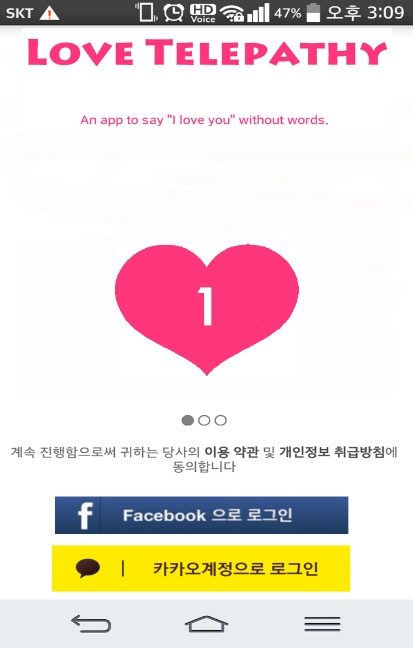 SKT HD Voice 47% 오후 3:09
LOVE TELEPATHY
An app to say "I love you" without words.
1
계속 진행함으로써 귀하는 당사의 이용 약관 및 개인정보 취급방침에
동의합니다
f Facebook 으로 로그인
| 카카오계정으로 로그인